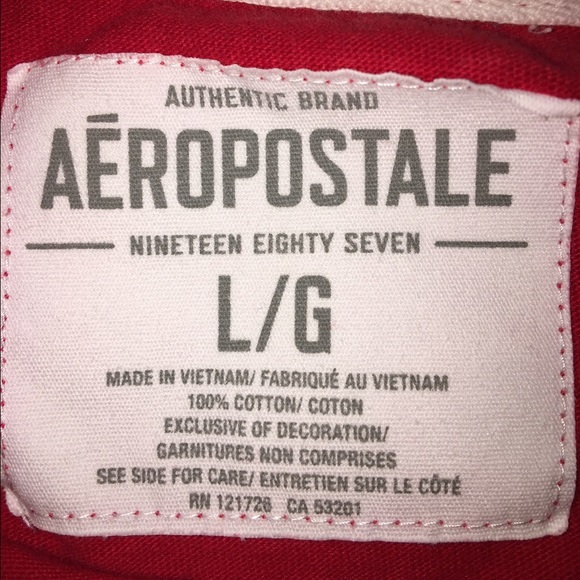 AUTHENTIC BRAND
AÉROPOSTALE
NINETEEN EIGHTY SEVEN
L/G
MADE IN VIETNAM/ FABRIQUÉ AU VIETNAM
100% COTTON/ COTON
EXCLUSIVE OF DECORATION/
GARNITURES NON COMPRISES
SEE SIDE FOR CARE/ ENTRETIEN SUR LE CÔTÉ
RN 121726 CA 53201